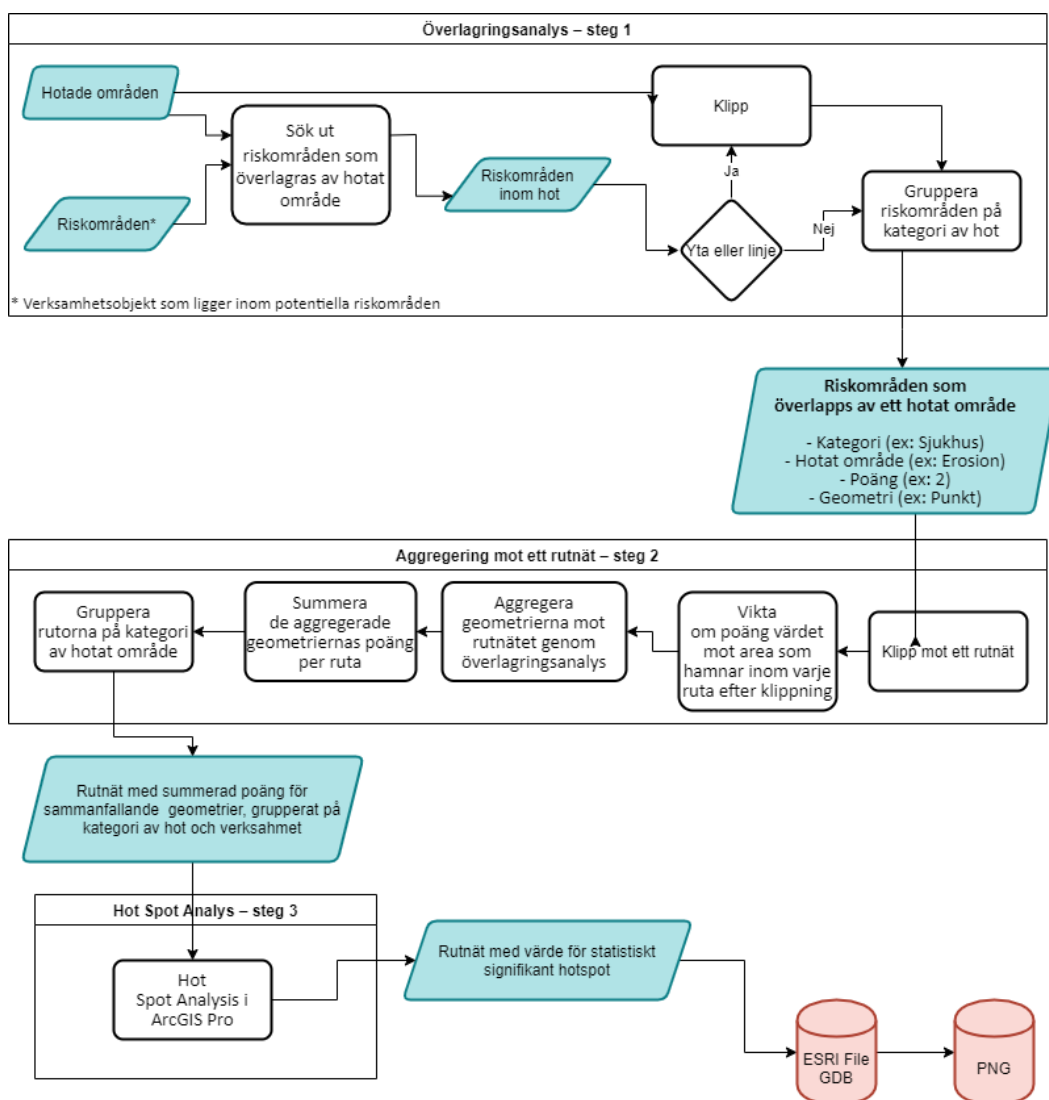 Överlagringsanalys – steg 1
Hotade områden
Klipp
Sök ut
riskområden som
överlagras av hotat
område
Riskområden
inom hot
Ja
Gruppera
riskområden på
kategori av hot
Riskområden*
Yta eller linje
Nej
* Verksamhetsobjekt som ligger inom potentiella riskområden
Riskområden som
överlapps av ett hotat område
- Kategori (ex: Sjukhus)
- Hotat område (ex: Erosion)
- Poäng (ex: 2)
- Geometri (ex: Punkt)
Aggregering mot ett rutnät – steg 2
Gruppera
rutorna på kategori
av hotat område
Summera
de aggregerade
geometriernas poäng
per ruta
Aggregera
geometrierna mot
rutnätet genom
överlagringsanalys
Vikta
om poäng värdet
mot area som
hamnar inom varje
ruta efter klippning
Klipp mot ett rutnät
Rutnät med summerad poäng för
sammanfallande geometrier, grupperat på
kategori av hot och verksahmet
Hot Spot Analys – steg 3
Hot
Spot Analysis i
ArcGIS Pro
Rutnät med värde för statistiskt
signifikant hotspot
ESRI File
GDB
PNG